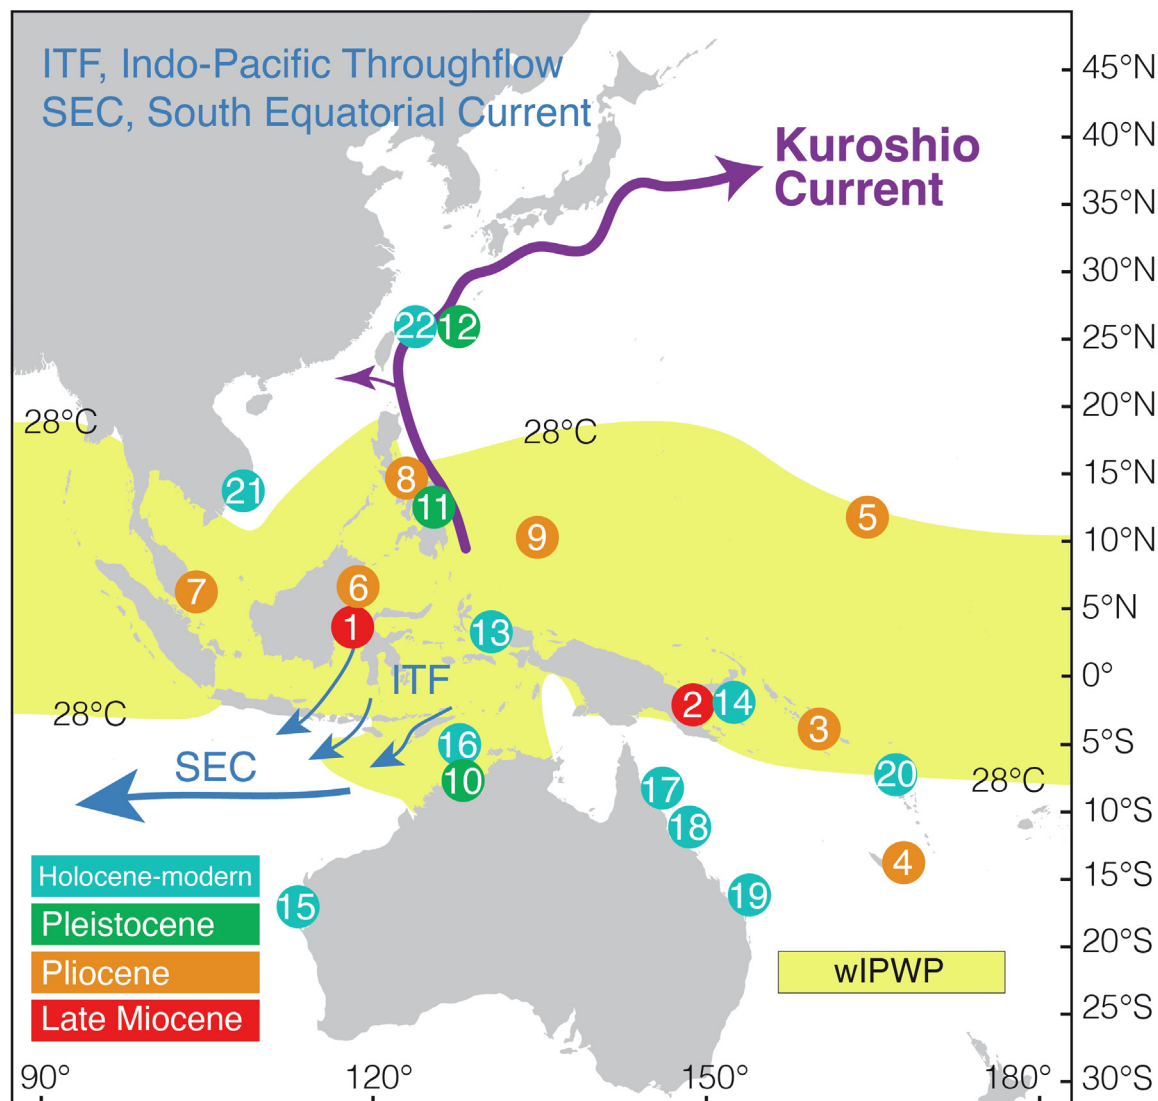 ITF, Indo-Pacific Throughflow
SEC, South Equatorial Current
Kuroshio
Current
45°N
40°N
35°N
30°N
25°N
20°N
15°N
10°N
5°N
0°
5°S
10°S
15°S
20°S
25°S
30°S
22
12
28°C
28°C
21
8
11
9
5
7
6
1
13
ITF
2
14
3
28°C
SEC
16
10
17
18
20
28°C
4
15
19
Holocene-modern
Pleistocene
Pliocene
Late Miocene
wIPWP
90°
120°
150°
180°